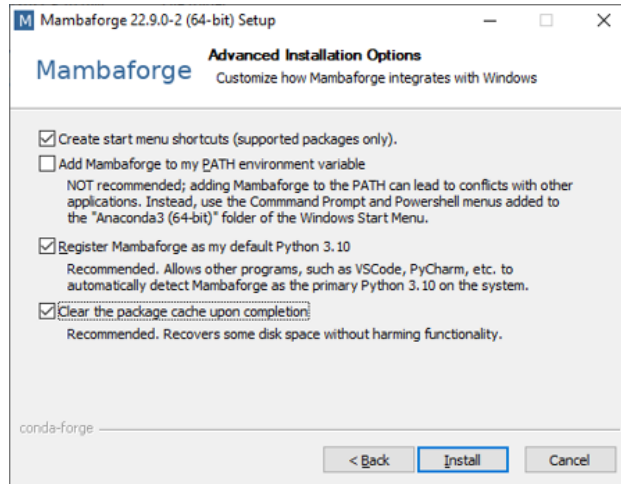 M Mambaforge 22.9.0-2 (64-bit) Setup
Mambaforge
Advanced Installation Options
Customize how Mambaforge integrates with Windows
Create start menu shortcuts (supported packages only).
Add Mambaforge to my PATH environment variable
NOT recommended; adding Mambaforge to the PATH can lead to conflicts with other
applications. Instead, use the Commmand Prompt and Powershell menus added to
the "Anaconda3 (64-bit)" folder of the Windows Start Menu.
Register Mambaforge as my default Python 3.10
Recommended. Allows other programs, such as VSCode, PyCharm, etc. to
automatically detect Mambaforge as the primary Python 3.10 on the system.
Clear the package cache upon completion
Recommended. Recovers some disk space without harming functionality.
conda-forge
< Back
Install
Cancel